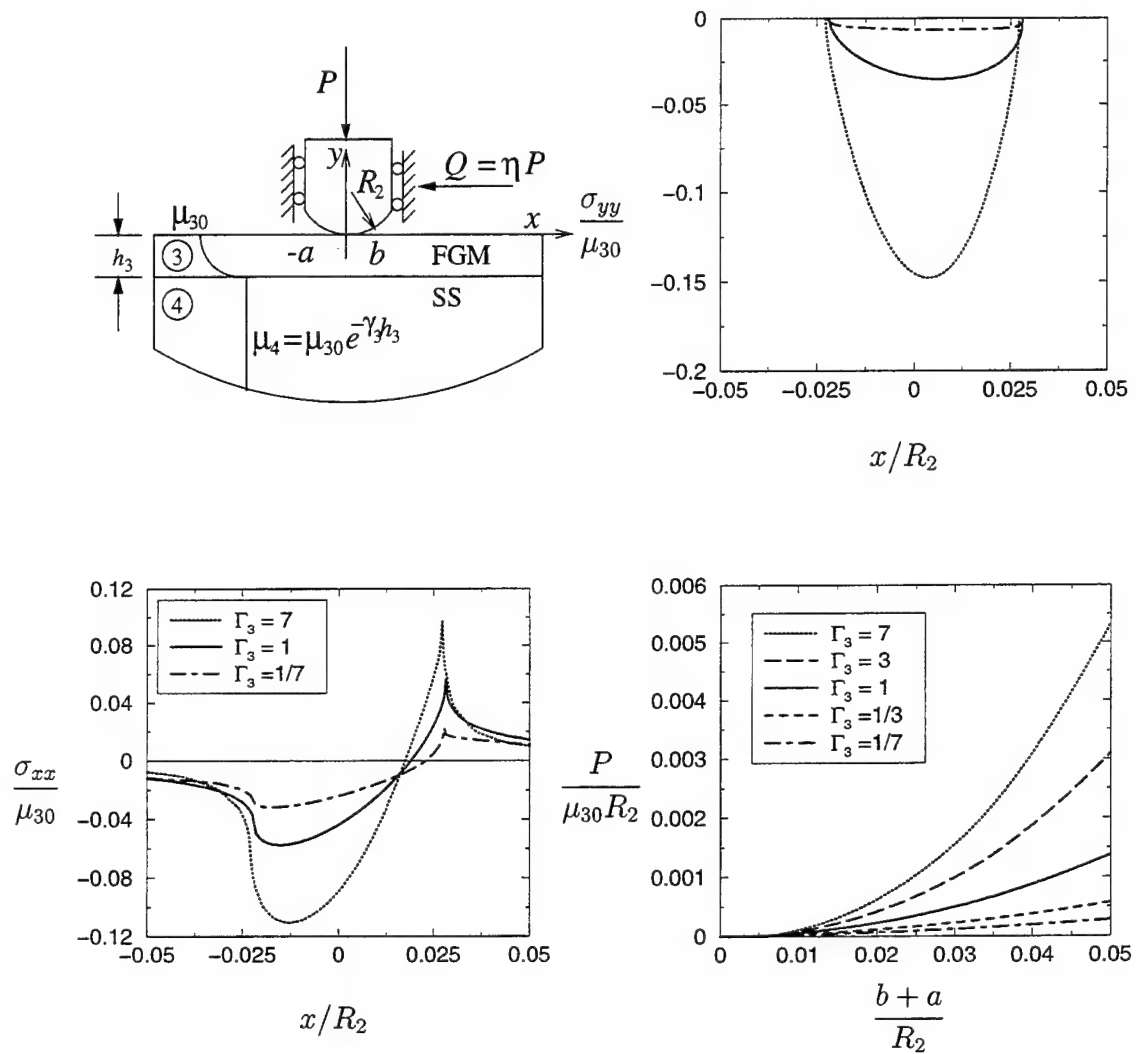 P
y
Q = ηP
R₂
μ₃₀
x
h₃
③
-a
b
FGM
④
SS
μ₄ = μ₃₀e^{-γ₃h₃}
σ_yy
μ₃₀
0
−0.05
−0.1
−0.15
−0.2
−0.05 −0.025 0 0.025 0.05
x/R₂
σ_xx
μ₃₀
0.12
0.08
0.04
0
−0.04
−0.08
−0.12
Γ₃ = 7
Γ₃ = 1
Γ₃ =1/7
−0.05 −0.025 0 0.025 0.05
x/R₂
P
μ₃₀R₂
0.006
0.005
0.004
0.003
0.002
0.001
0
Γ₃ = 7
Γ₃ = 3
Γ₃ = 1
Γ₃ =1/3
Γ₃ =1/7
0 0.01 0.02 0.03 0.04 0.05
b + a
R₂